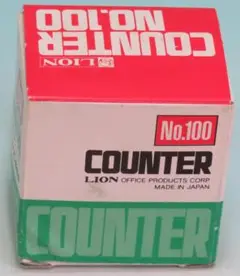 COUNTER
NO.100
LION
No.100
COUNTER
LION OFFICE PRODUCTS CORP.
MADE IN JAPAN
COUNTER